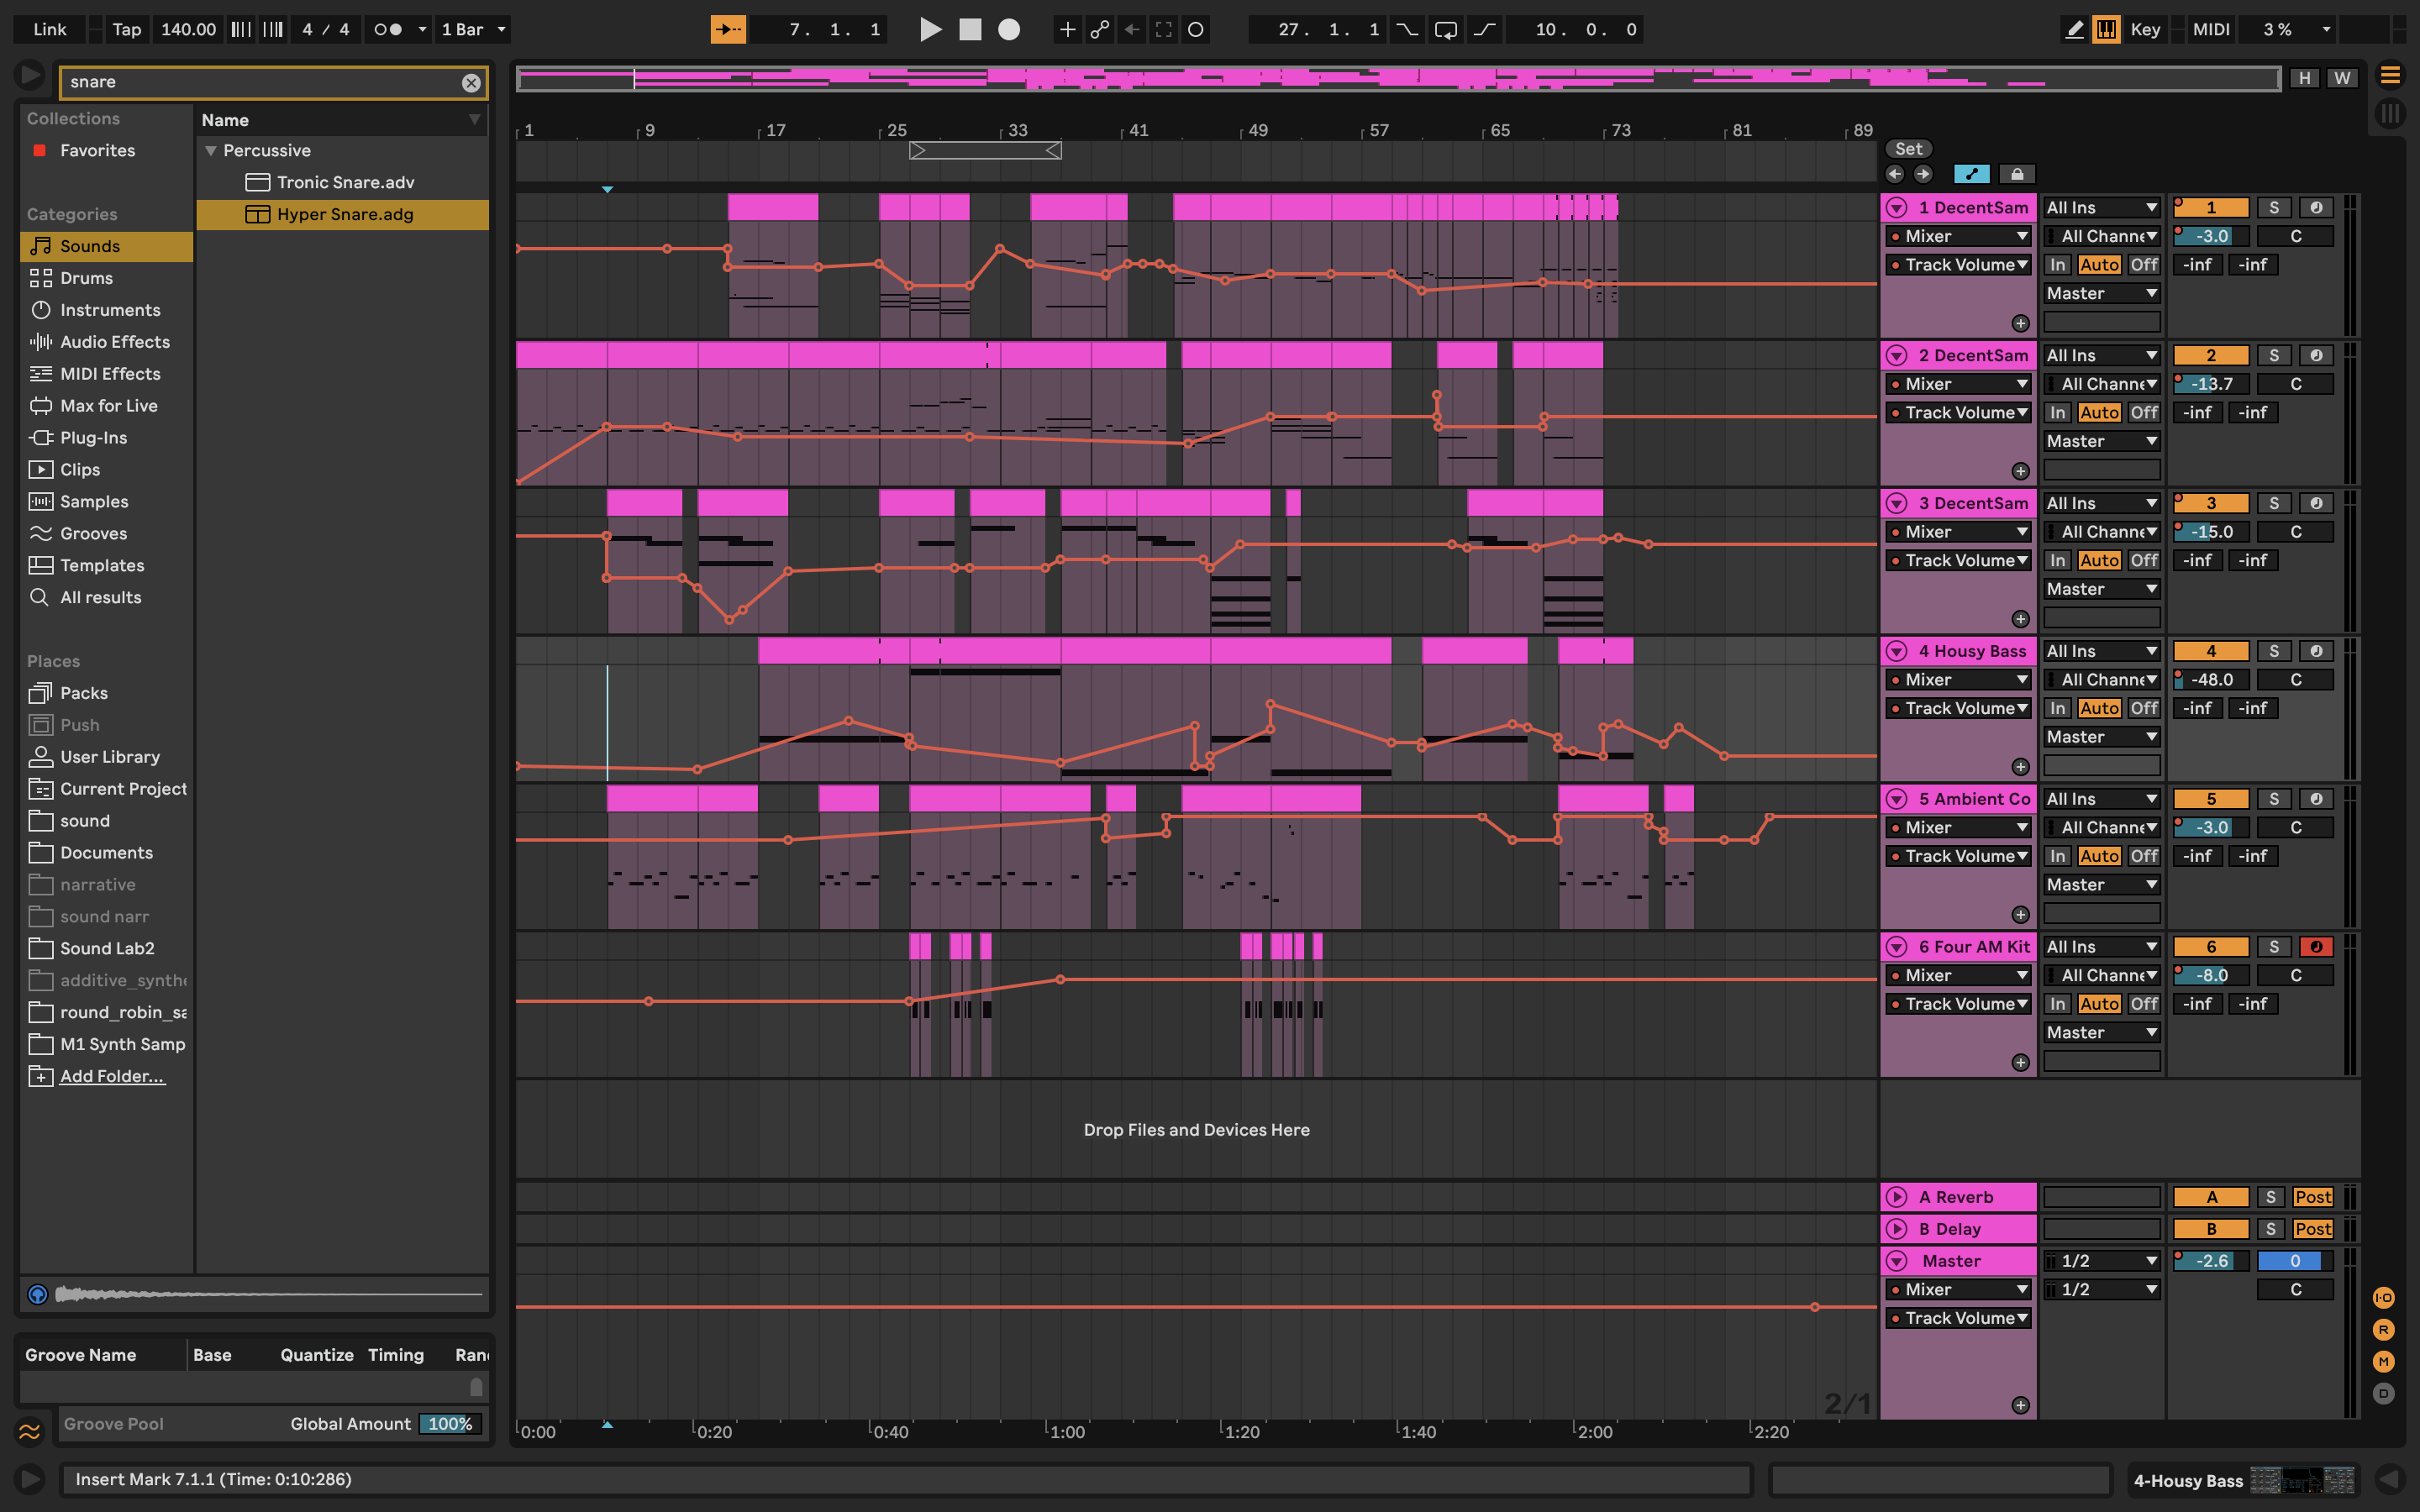 Link Tap 140.00 4 / 4 1 Bar 7. 1. 1 27. 1. 1 10. 0. 0 Key MIDI 3 %
snare
H W
Collections
Favorites
Categories
Sounds
Drums
Instruments
Audio Effects
MIDI Effects
Max for Live
Plug-Ins
Clips
Samples
Grooves
Templates
All results
Places
Packs
Push
User Library
Current Project
sound
Documents
narrative
sound narr
Sound Lab2
additive_synthe
round_robin_sa
M1 Synth Samp
Add Folder...
Name
Percussive
Tronic Snare.adv
Hyper Snare.adg
Groove Name Base Quantize Timing Ran
Groove Pool Global Amount 100%
1 9 17 25 33 41 49 57 65 73 81 89
Set
1 DecentSam All Ins 1 S
Mixer All Channe -3.0 C
Track Volume In Auto Off -inf -inf
Master
2 DecentSam All Ins 2 S
Mixer All Channe -13.7 C
Track Volume In Auto Off -inf -inf
Master
3 DecentSam All Ins 3 S
Mixer All Channe -15.0 C
Track Volume In Auto Off -inf -inf
Master
4 Housy Bass All Ins 4 S
Mixer All Channe -48.0 C
Track Volume In Auto Off -inf -inf
Master
5 Ambient Co All Ins 5 S
Mixer All Channe -3.0 C
Track Volume In Auto Off -inf -inf
Master
6 Four AM Kit All Ins 6 S
Mixer All Channe -8.0 C
Track Volume In Auto Off -inf -inf
Master
Drop Files and Devices Here
A Reverb A S Post
B Delay B S Post
Master 1/2 -2.6 0
Mixer 1/2 C
Track Volume
I·O
R
M
D
2/1
0:00 0:20 0:40 1:00 1:20 1:40 2:00 2:20
Insert Mark 7.1.1 (Time: 0:10:286)
4-Housy Bass